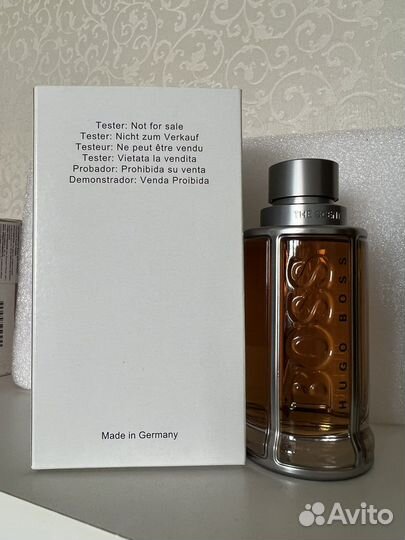 Tester: Not for sale
Tester: Nicht zum Verkauf
Testeur: Ne peut être vendu
Tester: Vietata la vendita
Probador: Prohibida su venta
Demonstrador: Venda Proibida
Made in Germany
THE SCENT
BOSS
HUGO BOSS
Avito